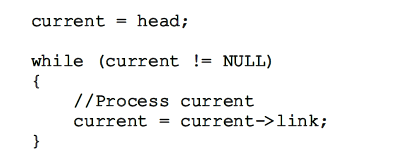 current = head;
while (current != NULL)
{
//Process current
current = current->link;
}